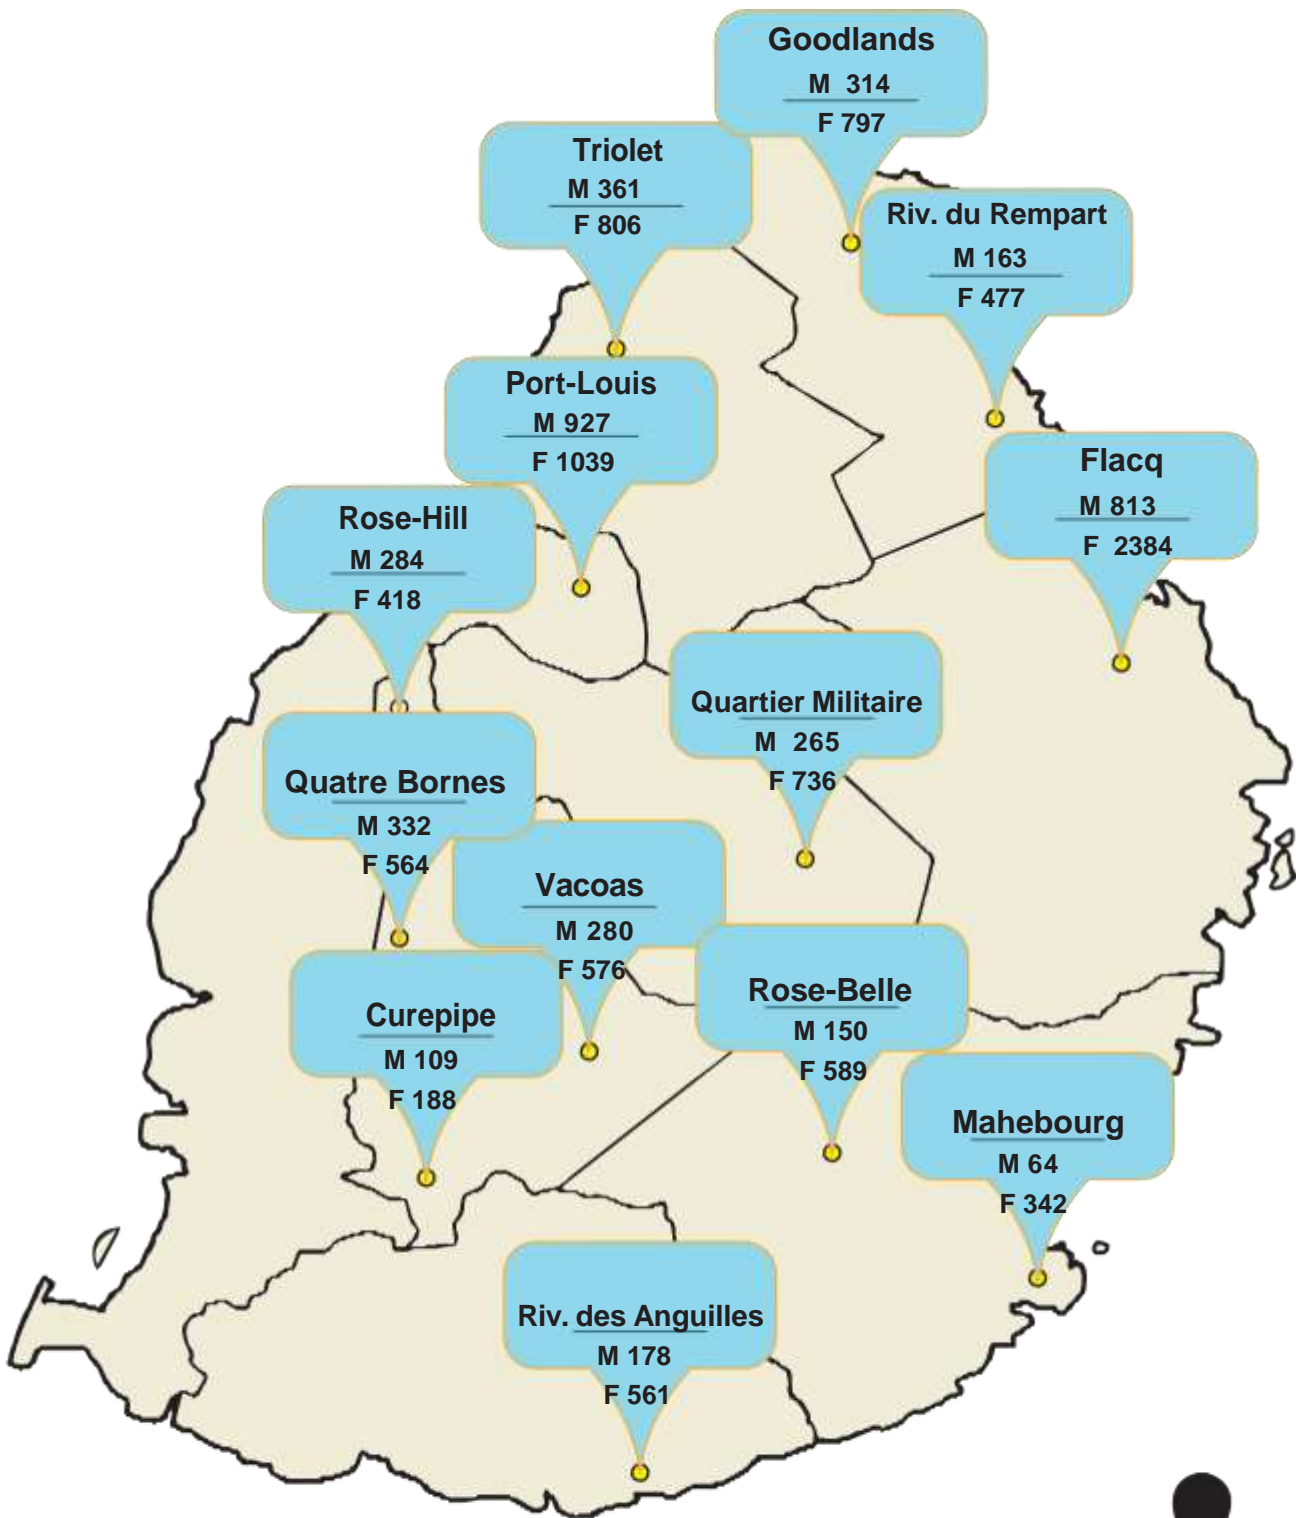 Goodlands
M 314
F 797
Triolet
M 361
F 806
Riv. du Rempart
M 163
F 477
Port-Louis
M 927
F 1039
Flacq
M 813
F 2384
Rose-Hill
M 284
F 418
Quartier Militaire
M 265
F 736
Quatre Bornes
M 332
F 564
Vacoas
M 280
F 576
Rose-Belle
M 150
F 589
Curepipe
M 109
F 188
Mahebourg
M 64
F 342
Riv. des Anguilles
M 178
F 561